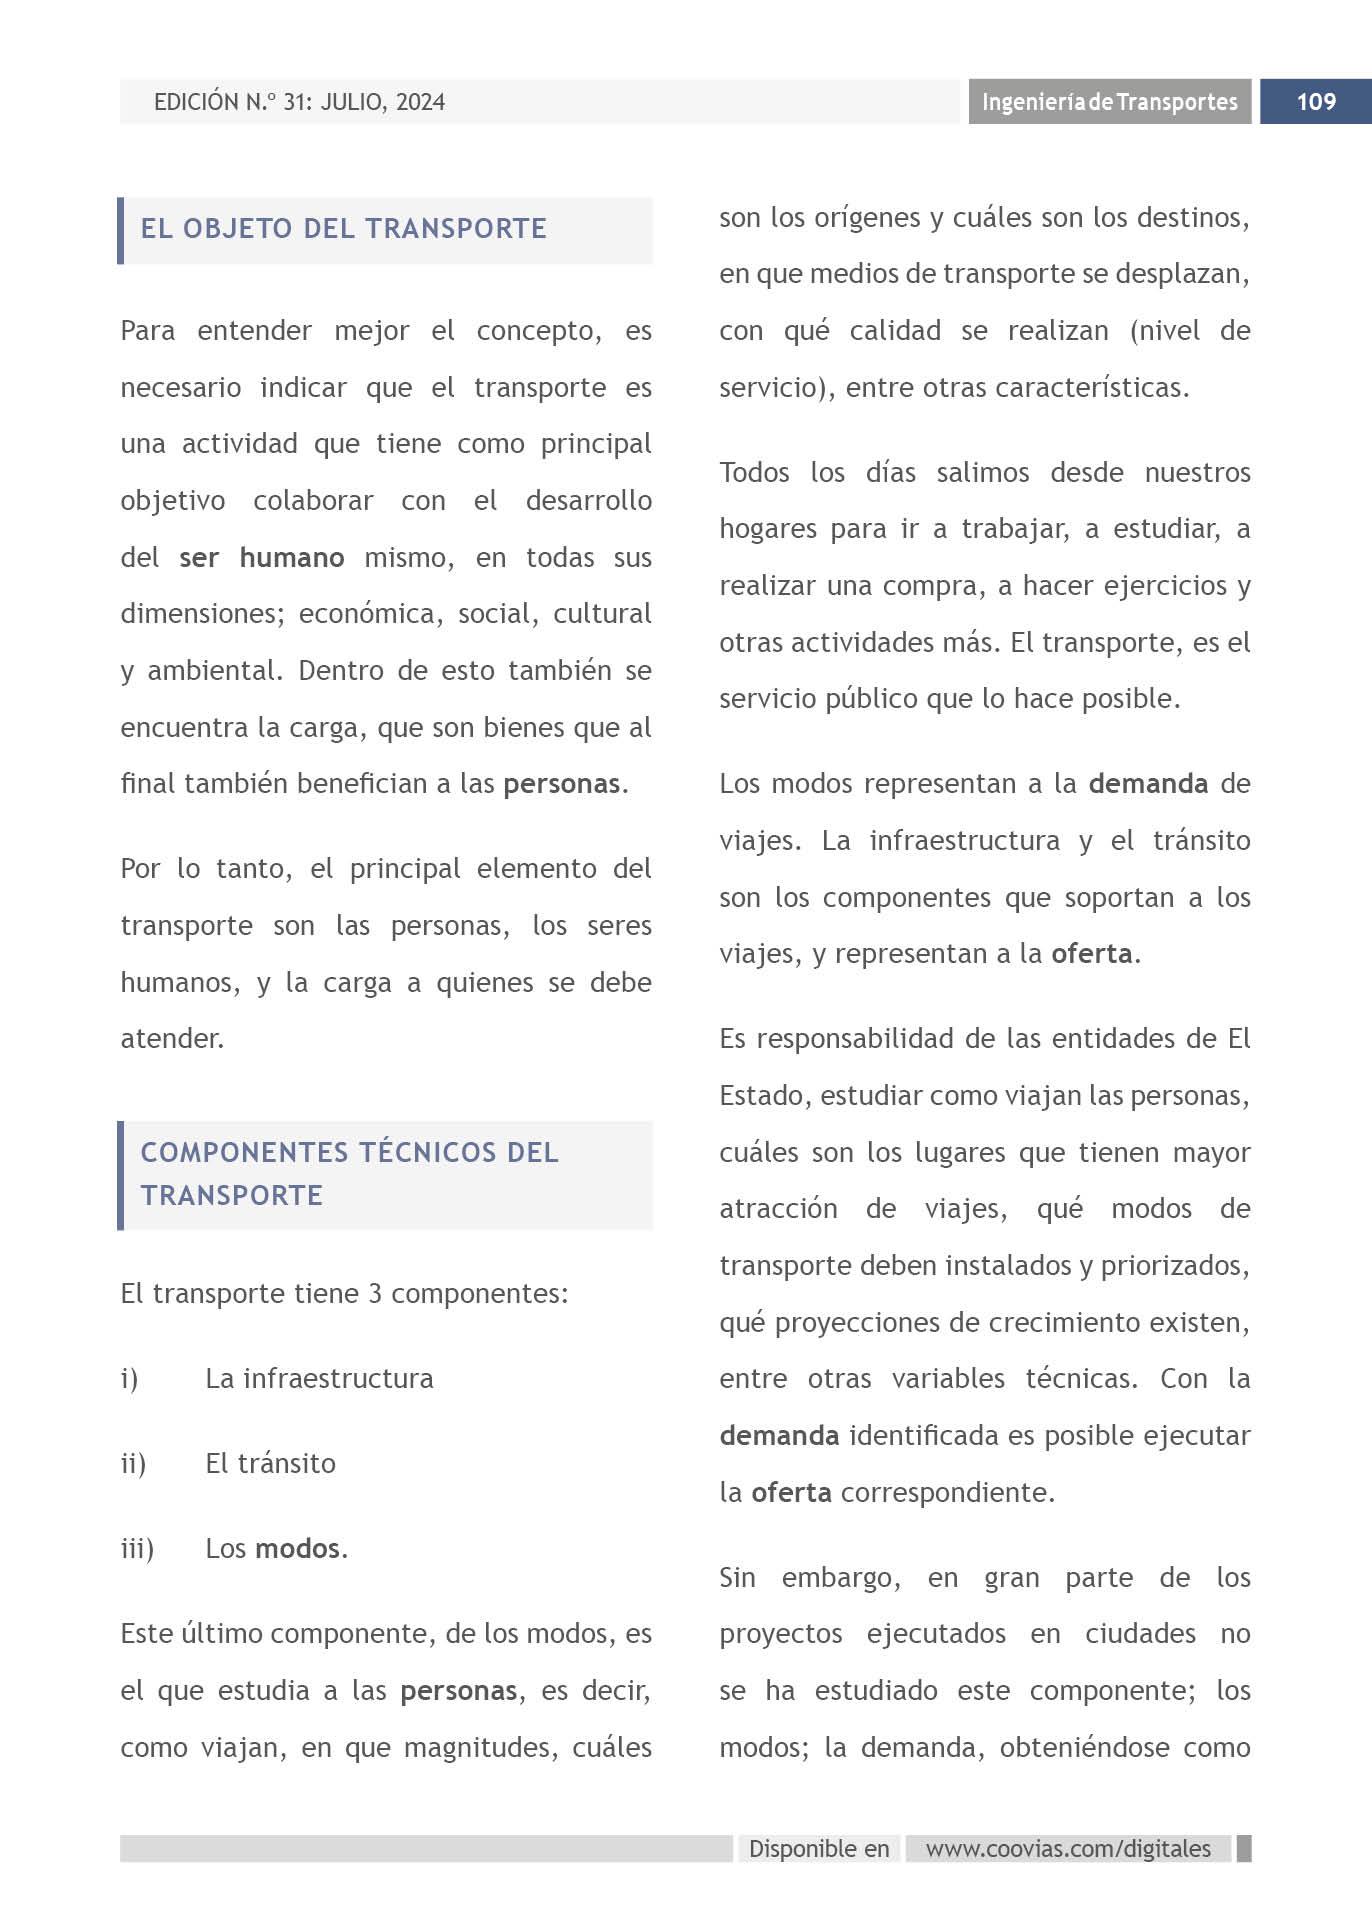 EDICIÓN N.º 31: JULIO, 2024
Ingeniería de Transportes
109
EL OBJETO DEL TRANSPORTE
Para entender mejor el concepto, es
necesario indicar que el transporte es
una actividad que tiene como principal
objetivo colaborar con el desarrollo
del ser humano mismo, en todas sus
dimensiones; económica, social, cultural
y ambiental. Dentro de esto también se
encuentra la carga, que son bienes que al
final también benefician a las personas.
Por lo tanto, el principal elemento del
transporte son las personas, los seres
humanos, y la carga a quienes se debe
atender.
COMPONENTES TÉCNICOS DEL
TRANSPORTE
El transporte tiene 3 componentes:
i) La infraestructura
ii) El tránsito
iii) Los modos.
Este último componente, de los modos, es
el que estudia a las personas, es decir,
como viajan, en que magnitudes, cuáles
son los orígenes y cuáles son los destinos,
en que medios de transporte se desplazan,
con qué calidad se realizan (nivel de
servicio), entre otras características.
Todos los días salimos desde nuestros
hogares para ir a trabajar, a estudiar, a
realizar una compra, a hacer ejercicios y
otras actividades más. El transporte, es el
servicio público que lo hace posible.
Los modos representan a la demanda de
viajes. La infraestructura y el tránsito
son los componentes que soportan a los
viajes, y representan a la oferta.
Es responsabilidad de las entidades de El
Estado, estudiar como viajan las personas,
cuáles son los lugares que tienen mayor
atracción de viajes, qué modos de
transporte deben instalados y priorizados,
qué proyecciones de crecimiento existen,
entre otras variables técnicas. Con la
demanda identificada es posible ejecutar
la oferta correspondiente.
Sin embargo, en gran parte de los
proyectos ejecutados en ciudades no
se ha estudiado este componente; los
modos; la demanda, obteniéndose como
Disponible en
www.coovias.com/digitales